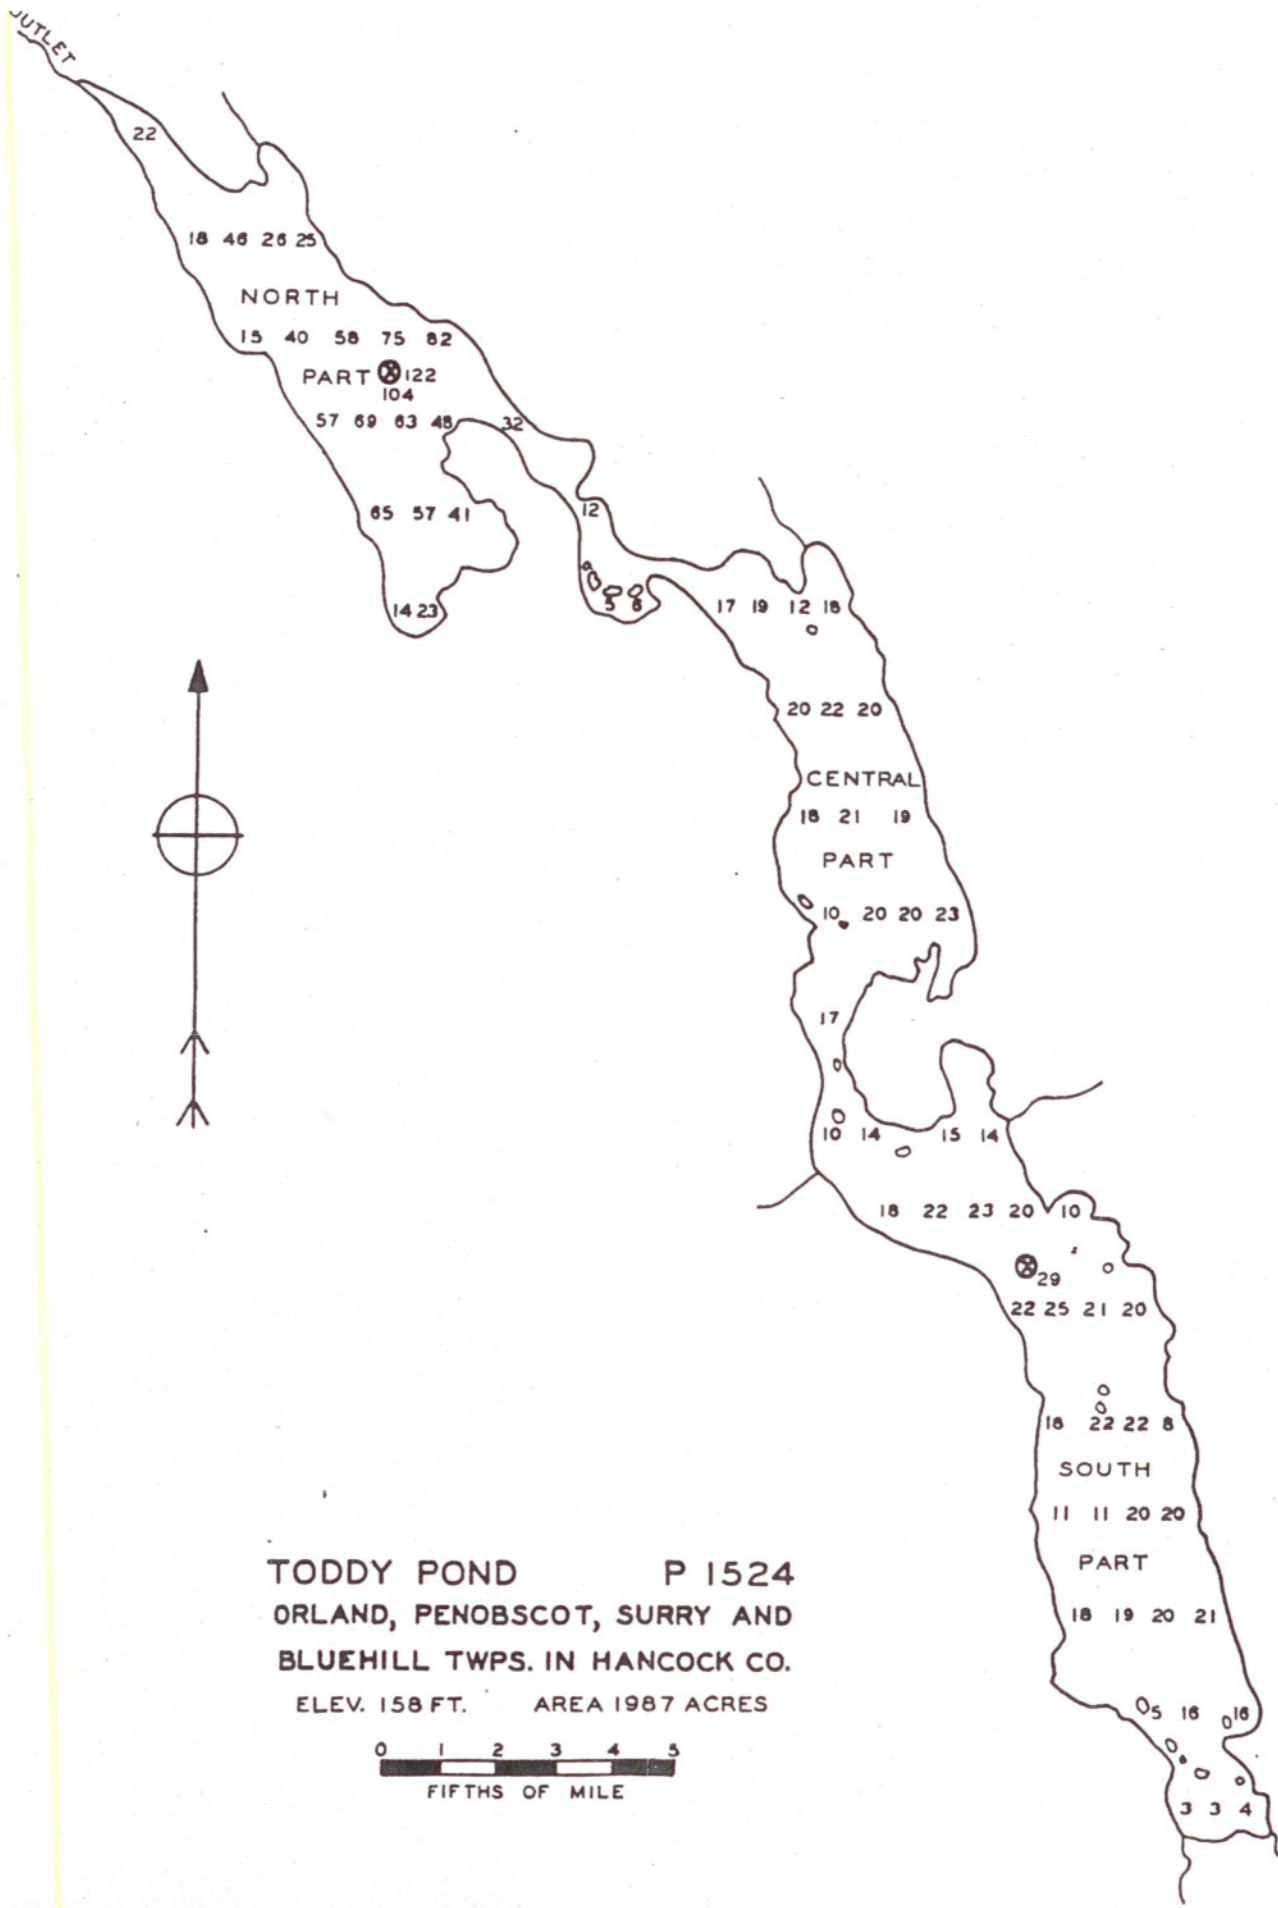 OUTLET
22
18 46 26 25
NORTH
15 40 58 75 82
PART 122
104
57 69 63 48 32
65 57 41
12
14 23
5 6
17 19 12 18
20 22 20
CENTRAL
18 21 19
PART
10 20 20 23
17
10 14 15 14
18 22 23 20 10
29
22 25 21 20
18 22 22 8
SOUTH
11 11 20 20
PART
18 19 20 21
5 16 16
3 3 4
TODDY POND P 1524
ORLAND, PENOBSCOT, SURRY AND
BLUEHILL TWPS. IN HANCOCK CO.
ELEV. 158 FT. AREA 1987 ACRES
0 1 2 3 4 5
FIFTHS OF MILE